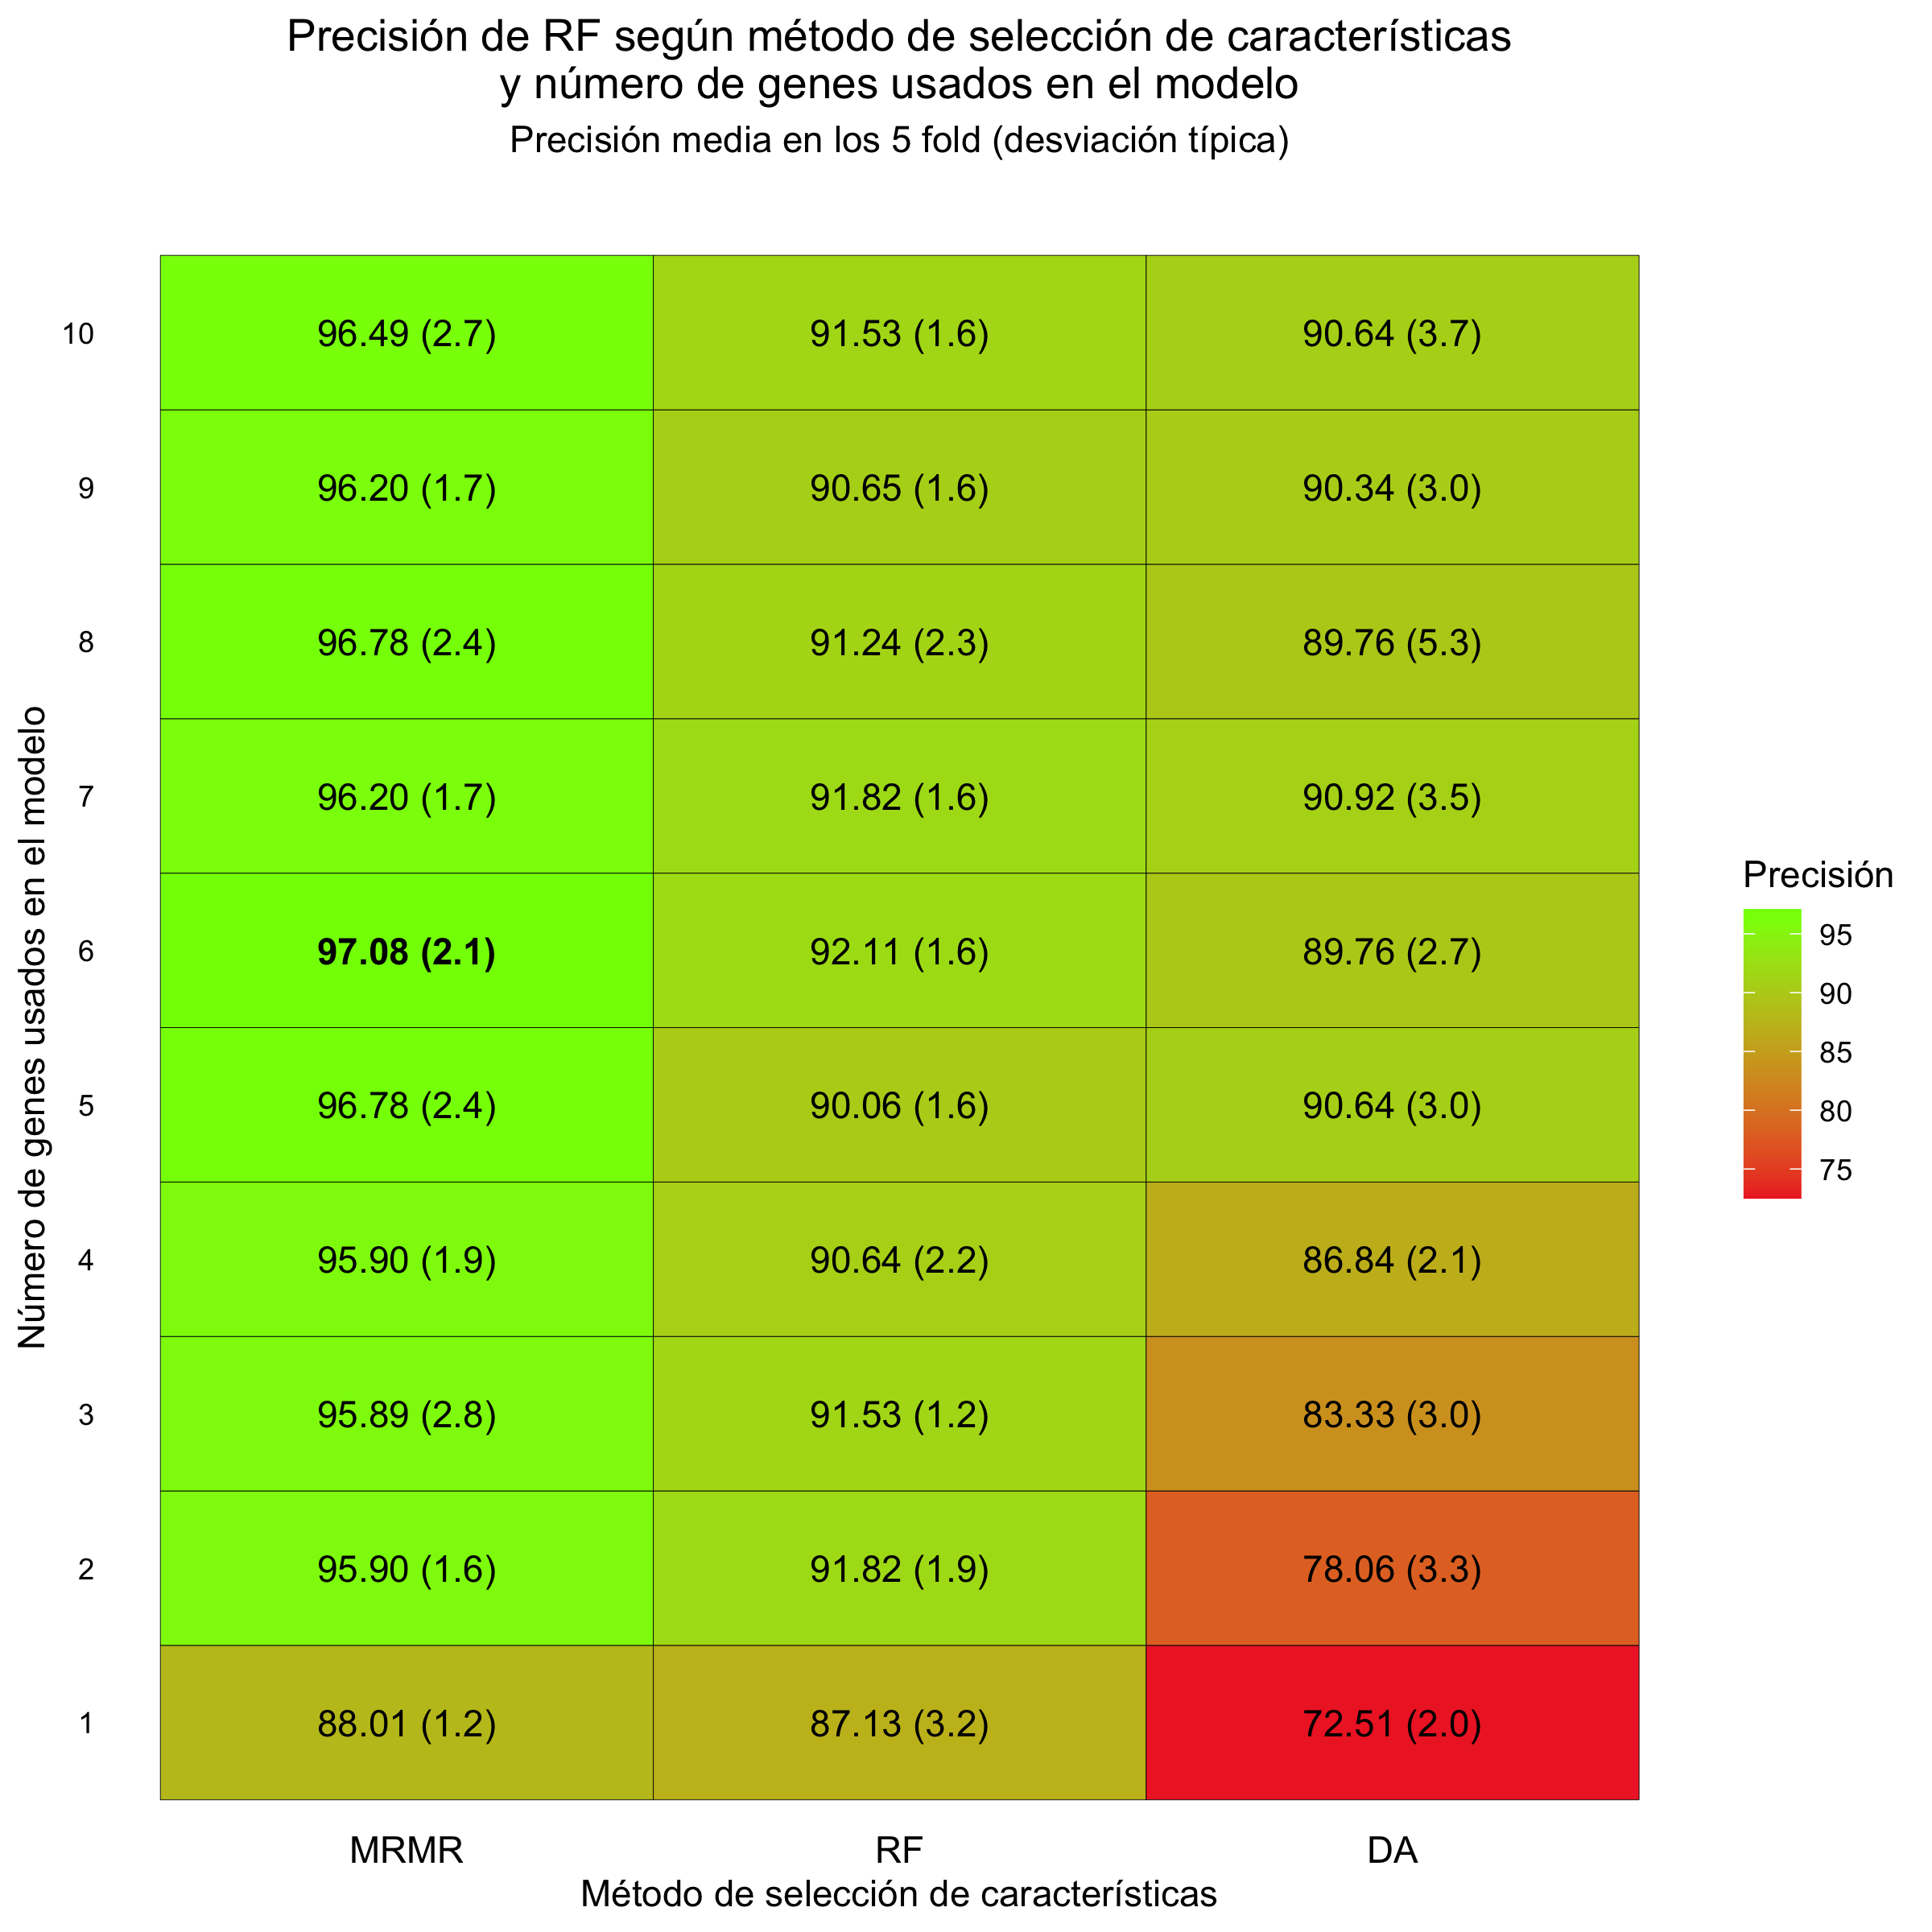 Precisión de RF según método de selección de características
y número de genes usados en el modelo
Precisión media en los 5 fold (desviación típica)
Número de genes usados en el modelo
10 96.49 (2.7) 91.53 (1.6) 90.64 (3.7)
9 96.20 (1.7) 90.65 (1.6) 90.34 (3.0)
8 96.78 (2.4) 91.24 (2.3) 89.76 (5.3)
7 96.20 (1.7) 91.82 (1.6) 90.92 (3.5)
6 97.08 (2.1) 92.11 (1.6) 89.76 (2.7)
5 96.78 (2.4) 90.06 (1.6) 90.64 (3.0)
4 95.90 (1.9) 90.64 (2.2) 86.84 (2.1)
3 95.89 (2.8) 91.53 (1.2) 83.33 (3.0)
2 95.90 (1.6) 91.82 (1.9) 78.06 (3.3)
1 88.01 (1.2) 87.13 (3.2) 72.51 (2.0)
MRMR RF DA
Método de selección de características
Precisión
95
90
85
80
75